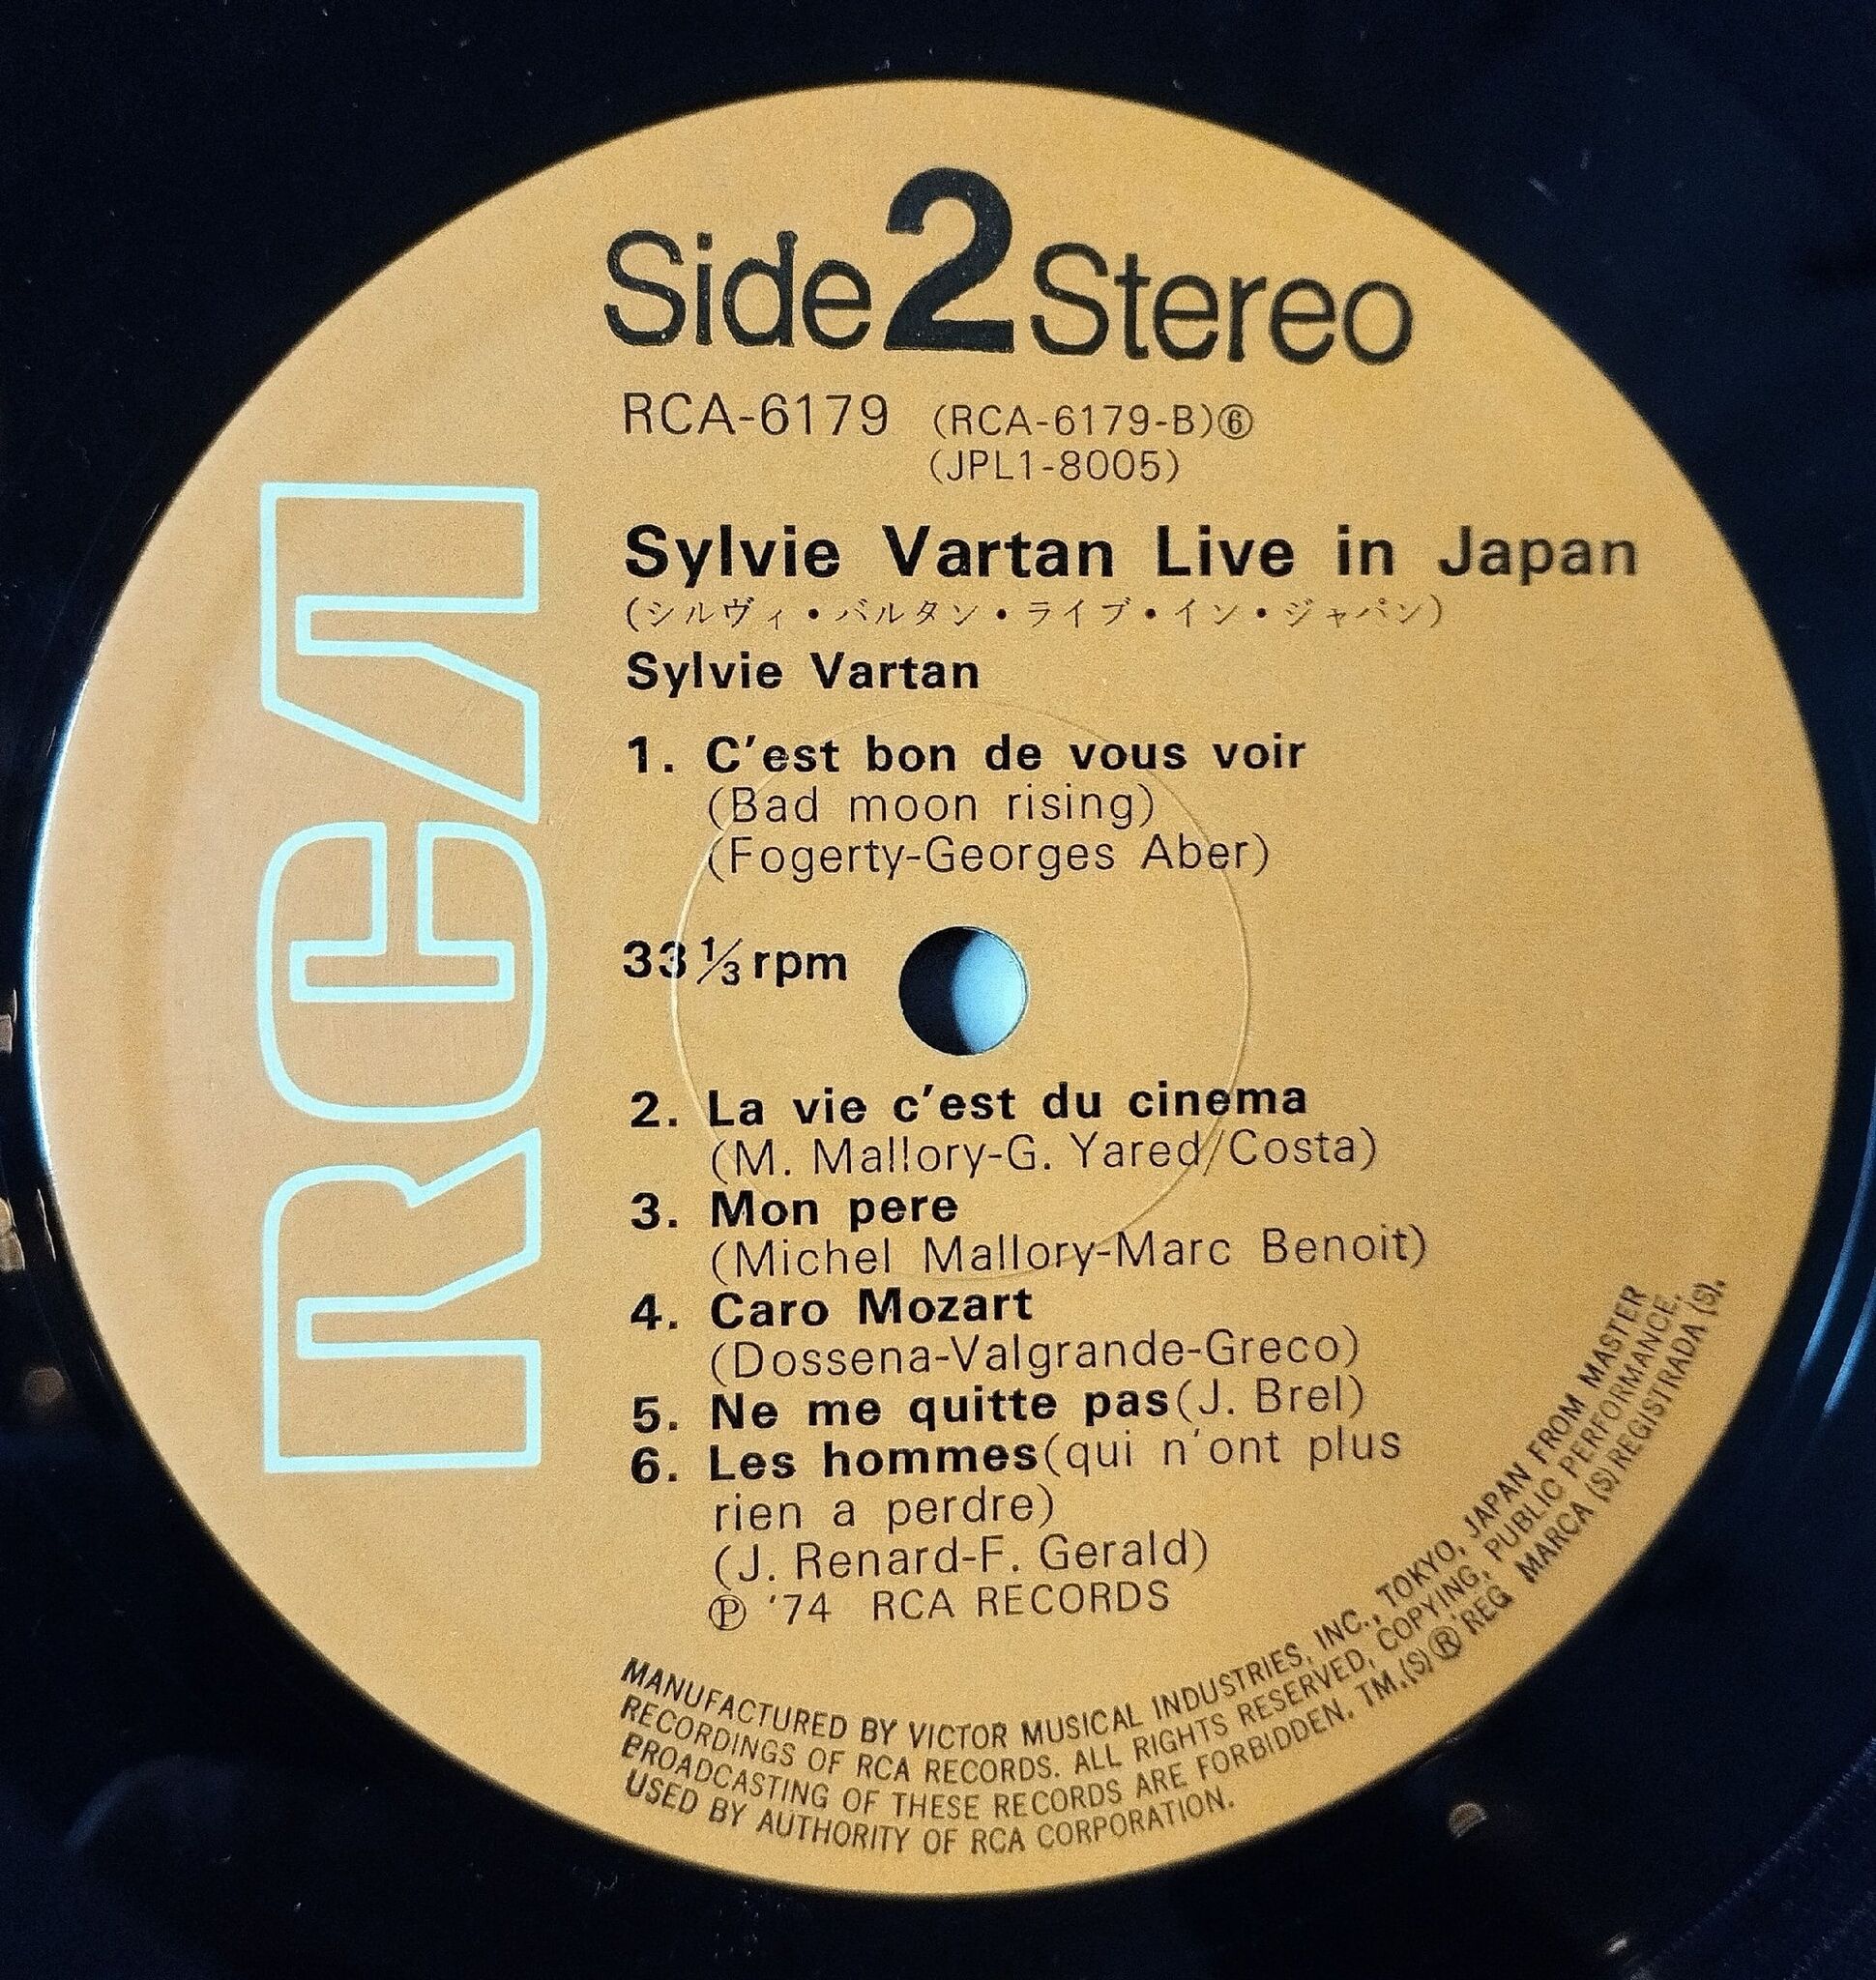 Side 2 Stereo
RCA-6179 (RCA-6179-B)⑥
(JPL1-8005)
Sylvie Vartan Live in Japan
(シルヴィ・バルタン・ライブ・イン・ジャパン)
Sylvie Vartan
1. C'est bon de vous voir
(Bad moon rising)
(Fogerty-Georges Aber)
33 1/3 rpm
2. La vie c'est du cinema
(M. Mallory-G. Yared/Costa)
3. Mon pere
(Michel Mallory-Marc Benoit)
4. Caro Mozart
(Dossena-Valgrande-Greco)
5. Ne me quitte pas(J. Brel)
6. Les hommes(qui n'ont plus
rien a perdre)
(J. Renard-F. Gerald)
Ⓟ '74 RCA RECORDS
MANUFACTURED BY VICTOR MUSICAL INDUSTRIES, INC., TOKYO, JAPAN FROM MASTER
RECORDINGS OF RCA RECORDS. ALL RIGHTS RESERVED, COPYING, PUBLIC PERFORMANCE,
BROADCASTING OF THESE RECORDS ARE FORBIDDEN. TM.(S)® REG. MARCA (S) REGISTRADA (S).
USED BY AUTHORITY OF RCA CORPORATION.
RCA